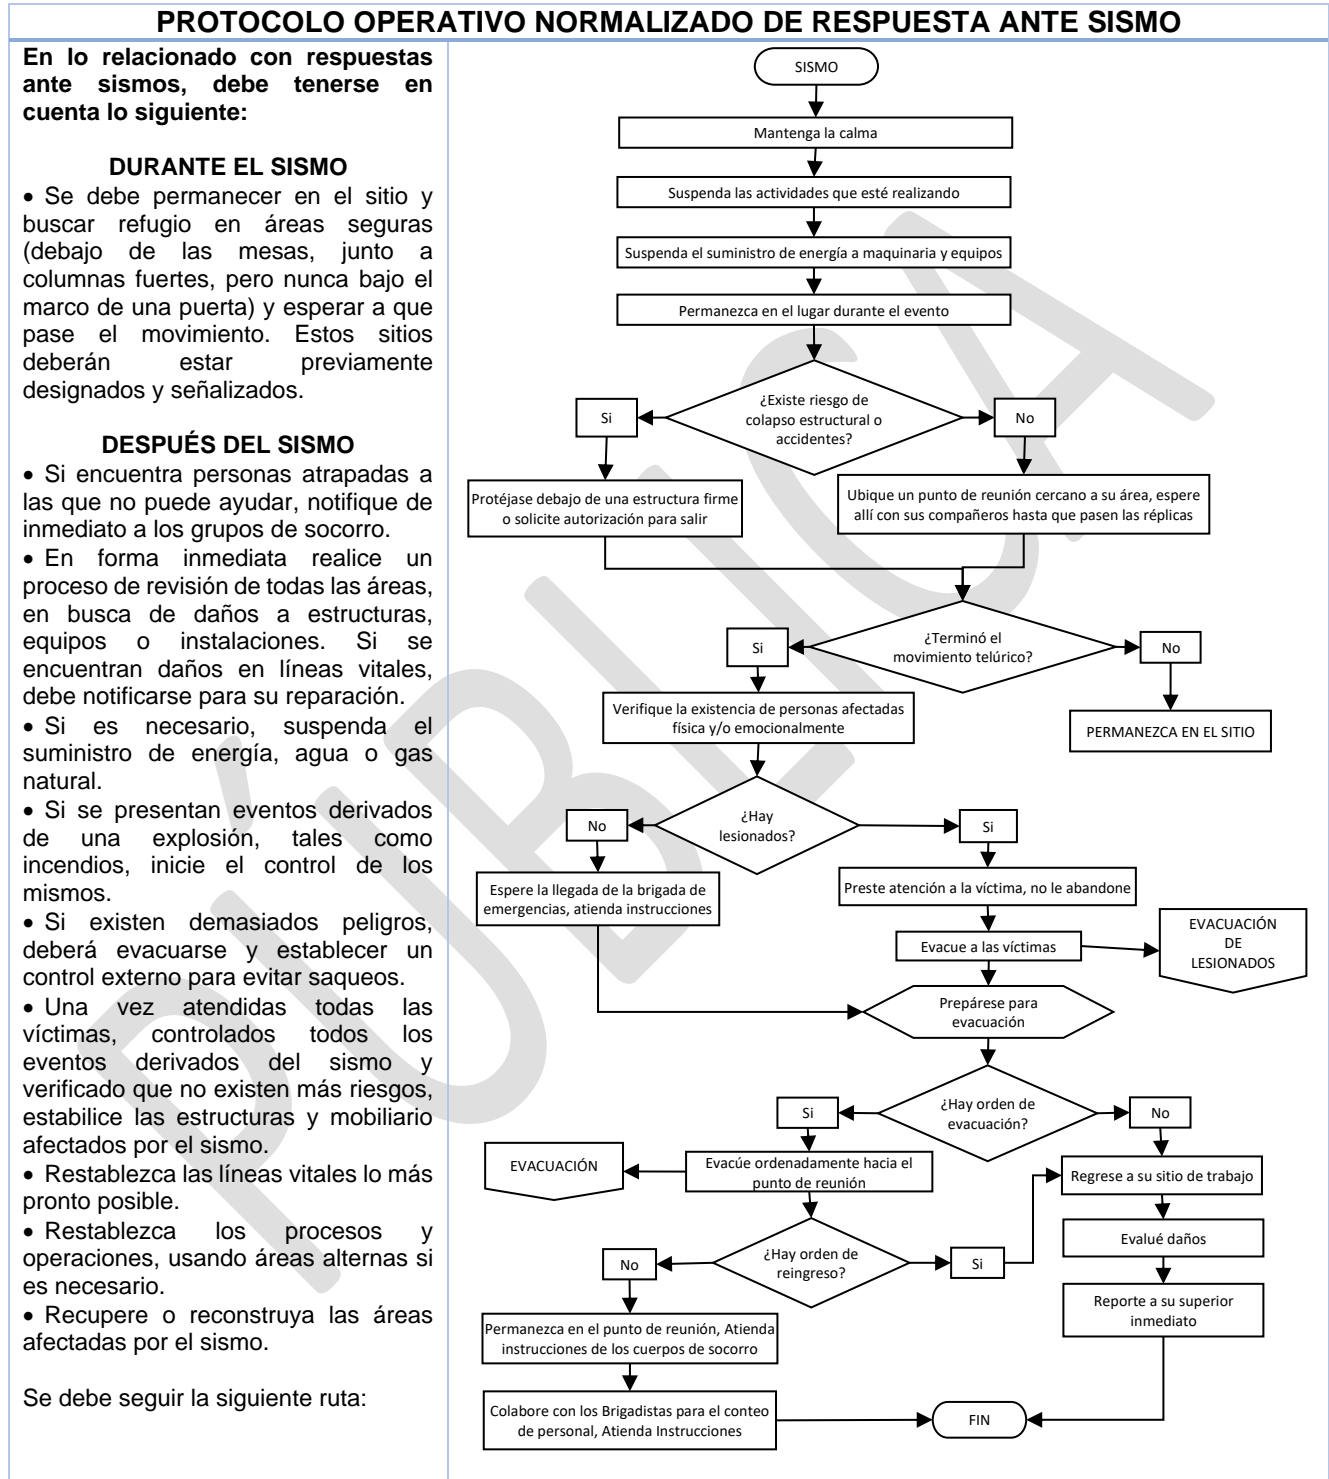 PROTOCOLO OPERATIVO NORMALIZADO DE RESPUESTA ANTE SISMO
En lo relacionado con respuestas
ante sismos, debe tenerse en
cuenta lo siguiente:
DURANTE EL SISMO
• Se debe permanecer en el sitio y
buscar refugio en áreas seguras
(debajo de las mesas, junto a
columnas fuertes, pero nunca bajo el
marco de una puerta) y esperar a que
pase el movimiento. Estos sitios
deberán estar previamente
designados y señalizados.
DESPUÉS DEL SISMO
• Si encuentra personas atrapadas a
las que no puede ayudar, notifique de
inmediato a los grupos de socorro.
• En forma inmediata realice un
proceso de revisión de todas las áreas,
en busca de daños a estructuras,
equipos o instalaciones. Si se
encuentran daños en líneas vitales,
debe notificarse para su reparación.
• Si es necesario, suspenda el
suministro de energía, agua o gas
natural.
• Si se presentan eventos derivados
de una explosión, tales como
incendios, inicie el control de los
mismos.
• Si existen demasiados peligros,
deberá evacuarse y establecer un
control externo para evitar saqueos.
• Una vez atendidas todas las
víctimas, controlados todos los
eventos derivados del sismo y
verificado que no existen más riesgos,
estabilice las estructuras y mobiliario
afectados por el sismo.
• Restablezca las líneas vitales lo más
pronto posible.
• Restablezca los procesos y
operaciones, usando áreas alternas si
es necesario.
• Recupere o reconstruya las áreas
afectadas por el sismo.
Se debe seguir la siguiente ruta:
SISMO
Mantenga la calma
Suspenda las actividades que esté realizando
Suspenda el suministro de energía a maquinaria y equipos
Permanezca en el lugar durante el evento
¿Existe riesgo de
colapso estructural o
accidentes?
Si
No
Protéjase debajo de una estructura firme
o solicite autorización para salir
Ubique un punto de reunión cercano a su área, espere
allí con sus compañeros hasta que pasen las réplicas
¿Terminó el
movimiento telúrico?
Si
No
Verifique la existencia de personas afectadas
física y/o emocionalmente
PERMANEZCA EN EL SITIO
¿Hay
lesionados?
No
Si
Espere la llegada de la brigada de
emergencias, atienda instrucciones
Preste atención a la víctima, no le abandone
Evacue a las víctimas
EVACUACIÓN
DE
LESIONADOS
Prepárese para
evacuación
¿Hay orden de
evacuación?
Si
No
EVACUACIÓN
Evacúe ordenadamente hacia el
punto de reunión
Regrese a su sitio de trabajo
¿Hay orden de
reingreso?
No
Si
Evalué daños
Reporte a su superior
inmediato
Permanezca en el punto de reunión, Atienda
instrucciones de los cuerpos de socorro
Colabore con los Brigadistas para el conteo
de personal, Atienda Instrucciones
FIN
PÚBLICA